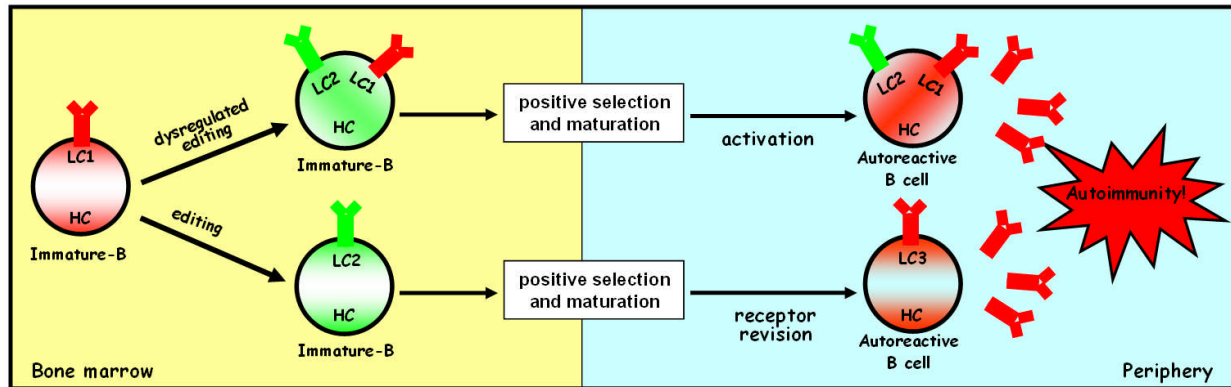 LC1
HC
Immature-B
dysregulated
editing
LC2
LC1
HC
Immature-B
editing
LC2
HC
Immature-B
positive selection
and maturation
activation
LC2
LC1
HC
Autoreactive
B cell
positive selection
and maturation
receptor
revision
LC3
HC
Autoreactive
B cell
Autoimmunity!
Bone marrow
Periphery